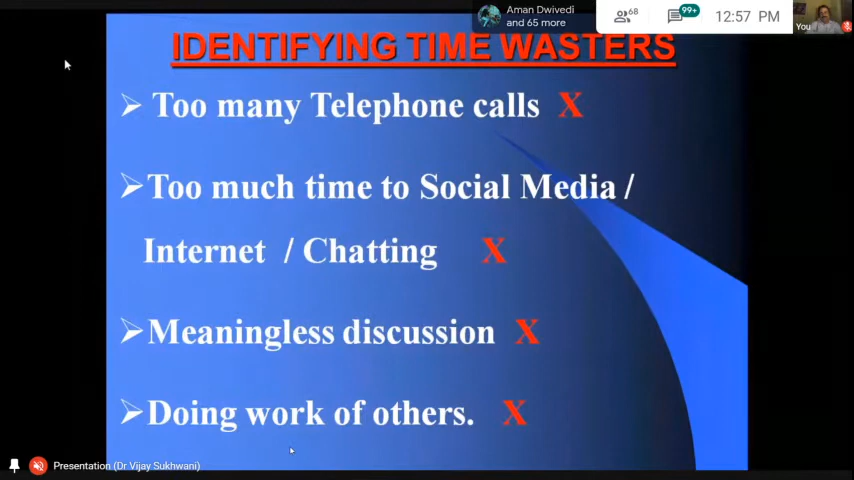 Aman Dwivedi
and 65 more
68
99+
12:57 PM
You
IDENTIFYING TIME WASTERS
Too many Telephone calls X
Too much time to Social Media /
Internet / Chatting X
Meaningless discussion X
Doing work of others. X
Presentation (Dr Vijay Sukhwani)